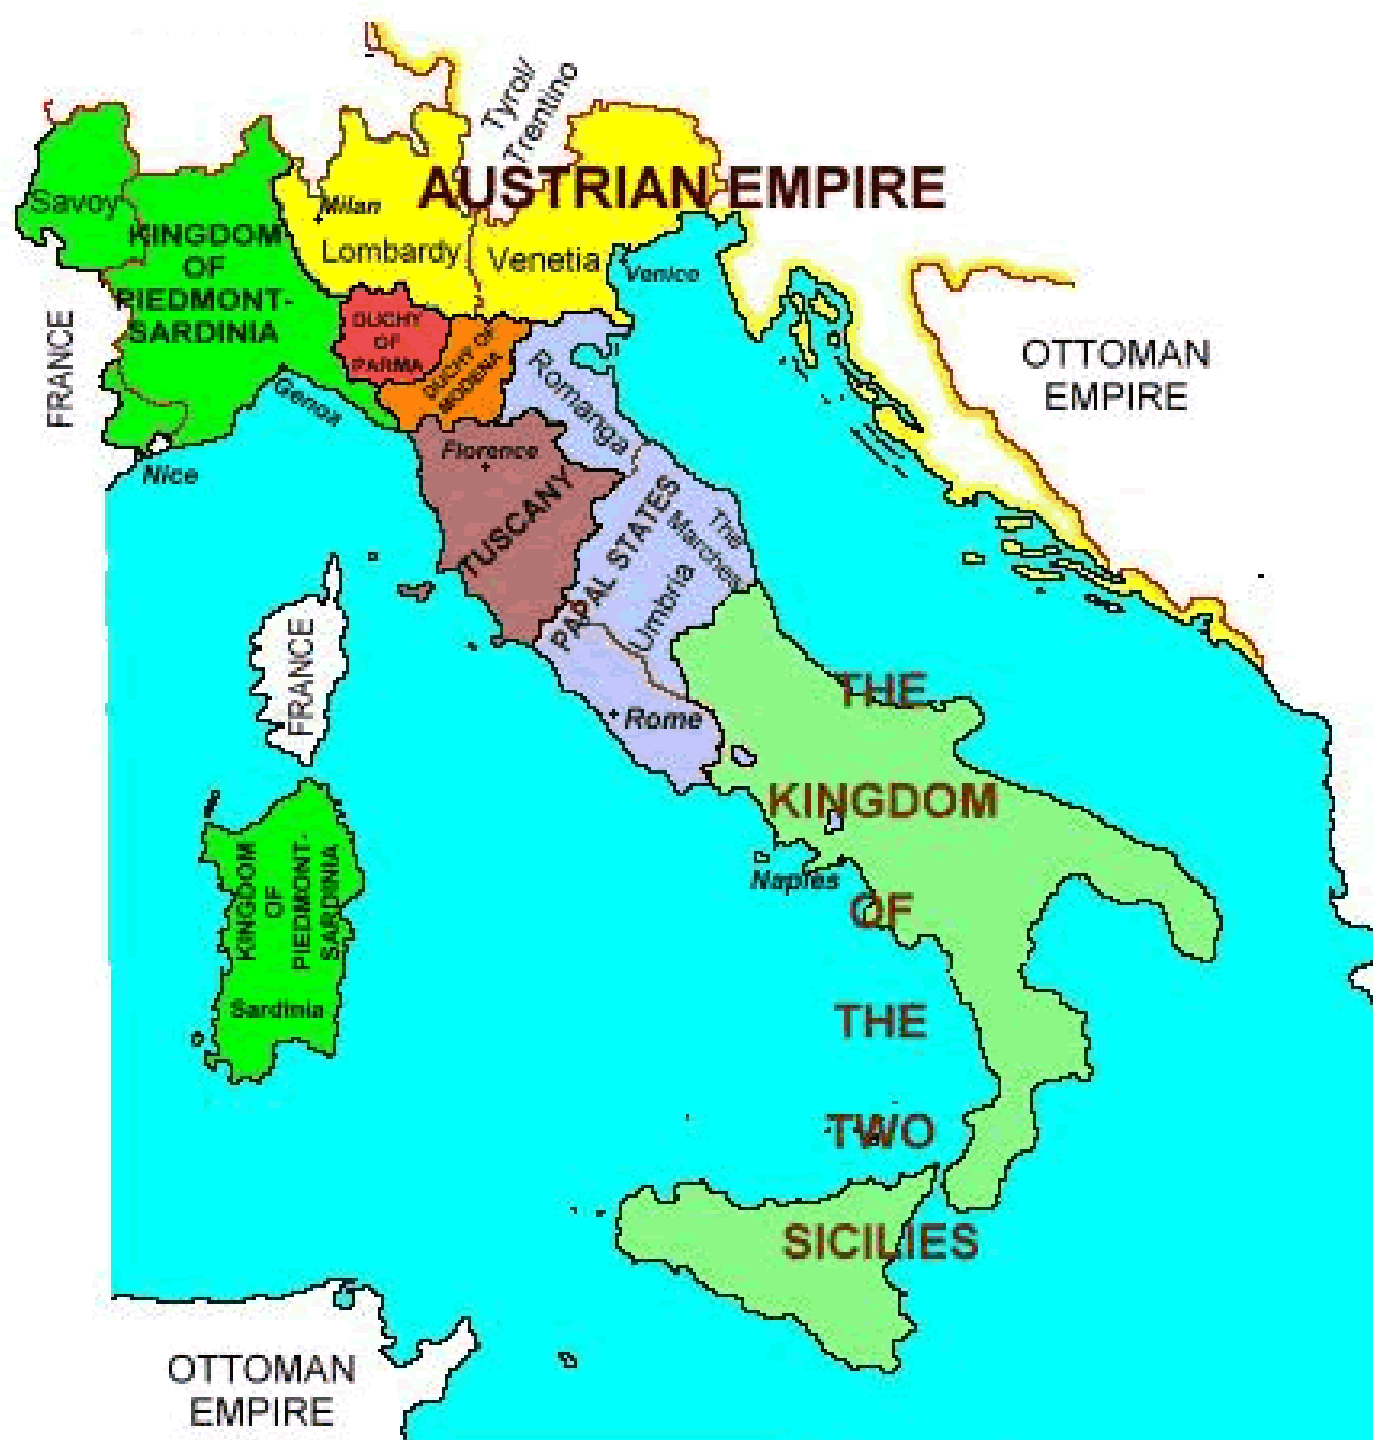 Tyrol/
Trentino
AUSTRIAN EMPIRE
Savoy
Milan
KINGDOM
OF
PIEDMONT-
SARDINIA
Lombardy
Venetia
Venice
FRANCE
DUCHY
OF
PARMA
DUCHY OF
MODENA
Romanga
OTTOMAN
EMPIRE
Genoa
Nice
Florence
TUSCANY
PAPAL STATES
The
Marches
Umbria
FRANCE
Rome
THE
KINGDOM
OF
THE
TWO
SICILIES
Naples
KINGDOM
OF
PIEDMONT-
SARDINIA
Sardinia
OTTOMAN
EMPIRE